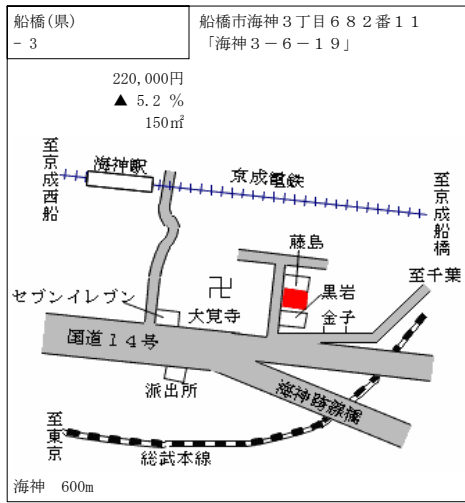 船橋(県)
- 3
船橋市海神３丁目６８２番１１
「海神３－６－１９」
220,000円
▲ 5.2 %
150㎡
至京成西船
海神駅
京成電鉄
至京成船橋
藤島
至千葉
黒岩
セブンイレブン
大覚寺
金子
国道１４号
派出所
海神跨線橋
至東京
総武本線
海神　600m